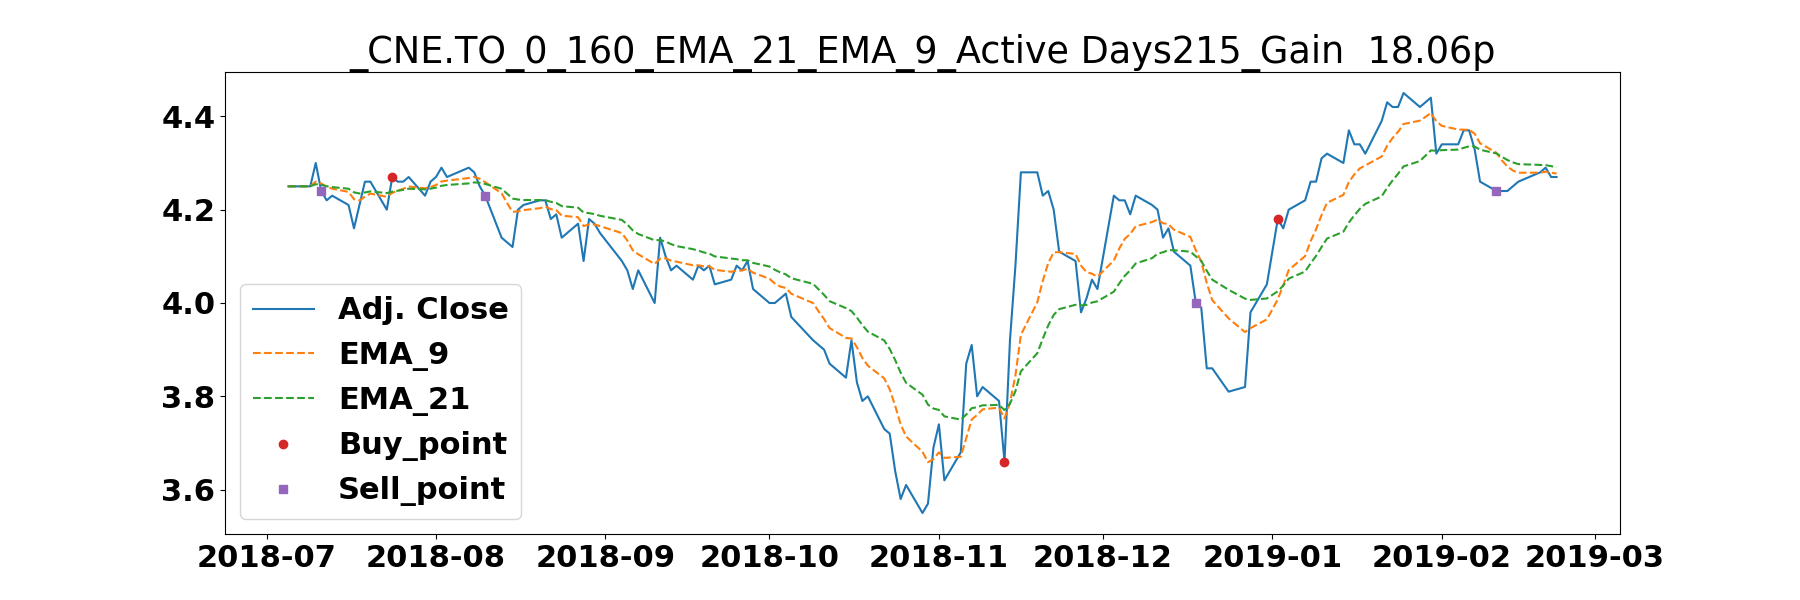 _CNE.TO_0_160_EMA_21_EMA_9_Active Days215_Gain  18.06p
4.4
4.2
4.0
3.8
3.6
Adj. Close
EMA_9
EMA_21
Buy_point
Sell_point
2018-07 2018-08 2018-09 2018-10 2018-11 2018-12 2019-01 2019-02 2019-03